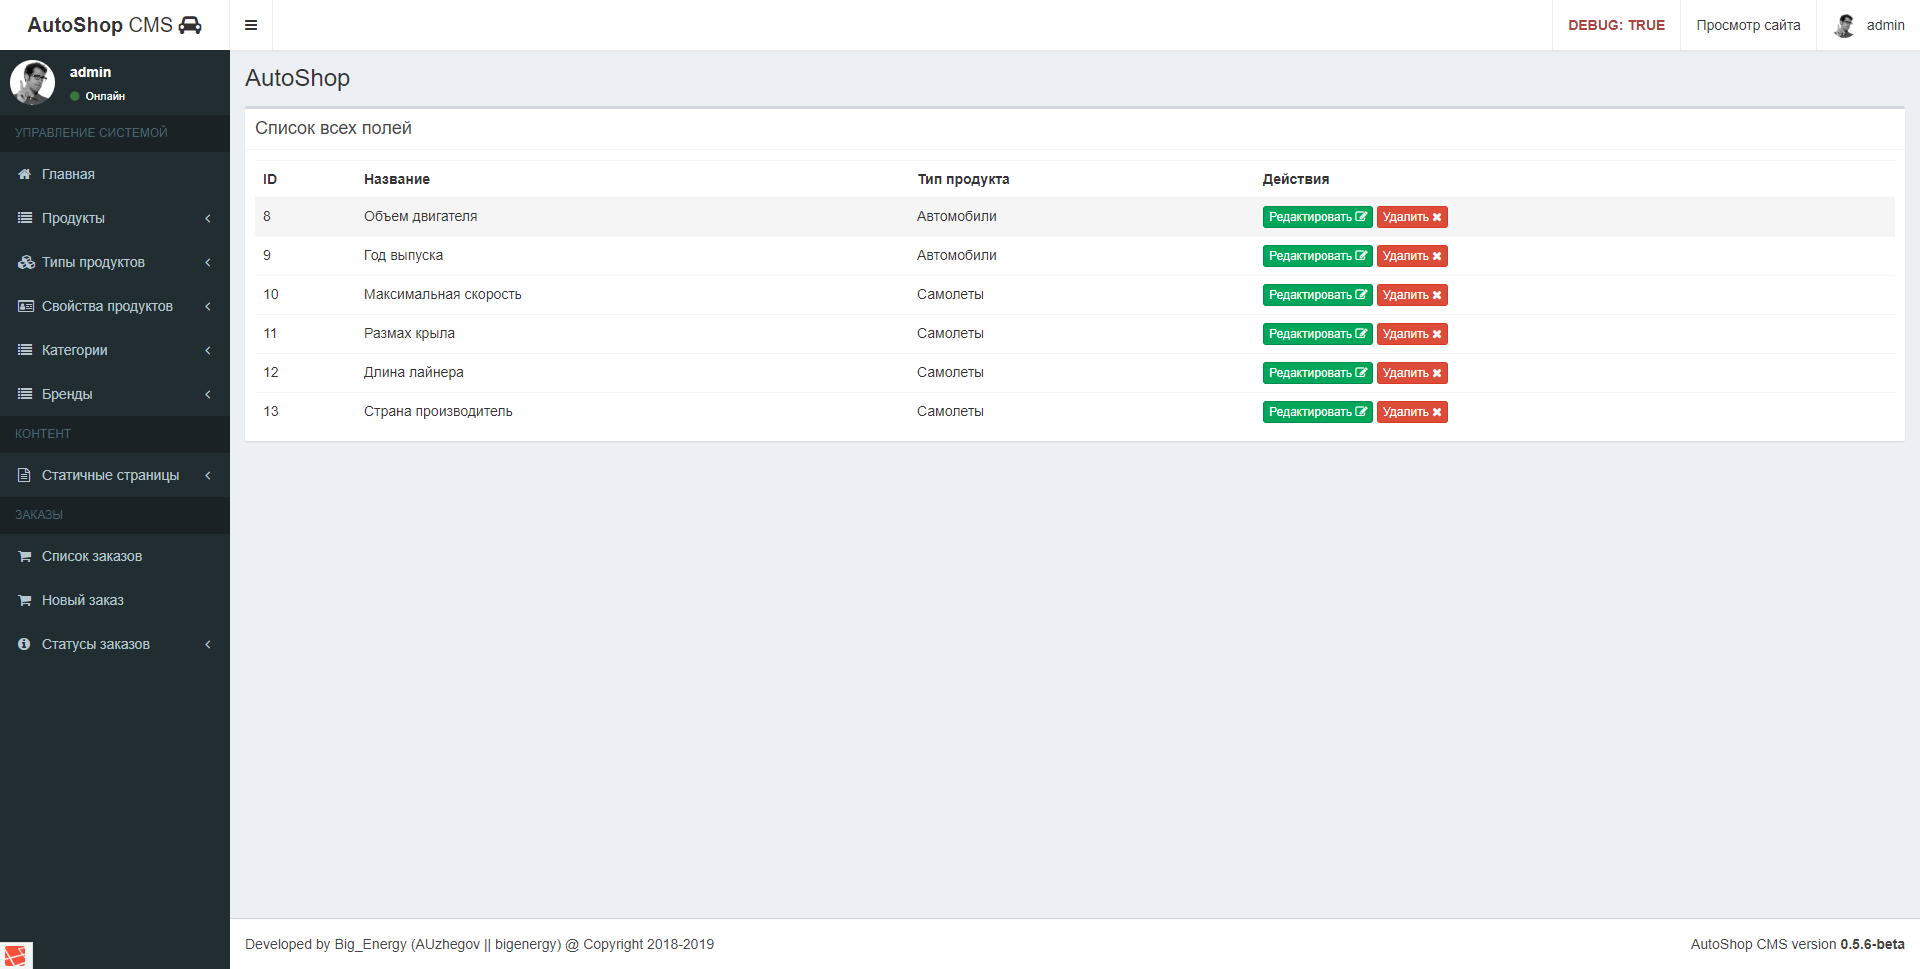 AutoShop CMS
DEBUG: TRUE
Просмотр сайта
admin
admin
Онлайн
УПРАВЛЕНИЕ СИСТЕМОЙ
Главная
Продукты
Типы продуктов
Свойства продуктов
Категории
Бренды
КОНТЕНТ
Статичные страницы
ЗАКАЗЫ
Список заказов
Новый заказ
Статусы заказов
AutoShop
Список всех полей
ID Название Тип продукта Действия
8 Объем двигателя Автомобили Редактировать Удалить
9 Год выпуска Автомобили Редактировать Удалить
10 Максимальная скорость Самолеты Редактировать Удалить
11 Размах крыла Самолеты Редактировать Удалить
12 Длина лайнера Самолеты Редактировать Удалить
13 Страна производитель Самолеты Редактировать Удалить
Developed by Big_Energy (AUzhegov || bigenergy) @ Copyright 2018-2019
AutoShop CMS version 0.5.6-beta